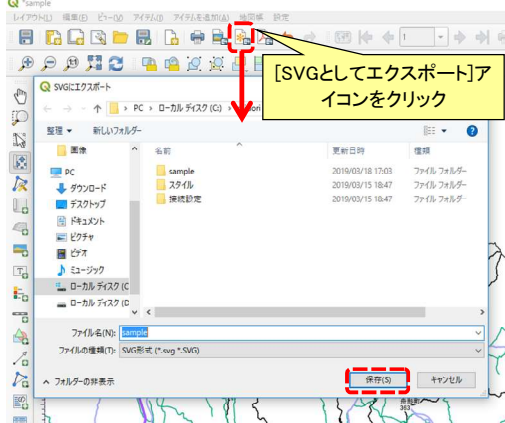 *sample
レイアウト(L) 編集(E) ビュー(V) アイテム(I) アイテムを追加(A) 地図帳 設定
1
[SVGとしてエクスポート]ア
イコンをクリック
SVGにエクスポート
PC > ローカル ディスク (C:) >
整理 新しいフォルダー
名前 更新日時 種類
画像
PC
ダウンロード
デスクトップ
ドキュメント
ピクチャ
ビデオ
ミュージック
ローカル ディスク (C
ローカル ディスク (D
sample 2019/03/18 17:03 ファイル フォルダー
スタイル 2019/03/15 18:47 ファイル フォルダー
接続設定 2019/03/15 18:47 ファイル フォルダー
ファイル名(N): sample
ファイルの種類(T): SVG形式 (*.svg *.SVG)
フォルダーの非表示
保存(S) キャンセル